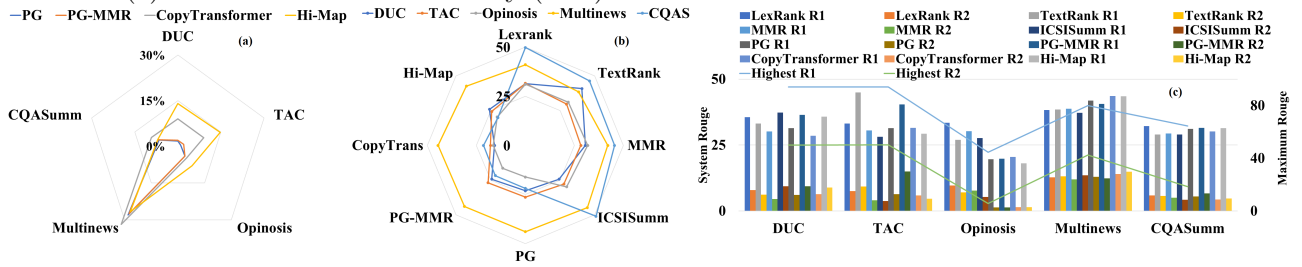 PG PG-MMR CopyTransformer Hi-Map
(a)
DUC
30%
15%
0%
TAC
CQASumm
Multinews
Opinosis
DUC TAC Opinosis Multinews CQAS
(b)
Lexrank
50
25
0
Hi-Map
TextRank
CopyTrans
MMR
PG-MMR
ICSISumm
PG
LexRank R1 LexRank R2 TextRank R1 TextRank R2
MMR R1 MMR R2 ICSISumm R1 ICSISumm R2
PG R1 PG R2 PG-MMR R1 PG-MMR R2
CopyTransformer R1 CopyTransformer R2 Hi-Map R1 Hi-Map R2
Highest R1 Highest R2
(c)
System Rouge
50
25
0
Maximum Rouge
80
40
0
DUC TAC Opinosis Multinews CQASumm